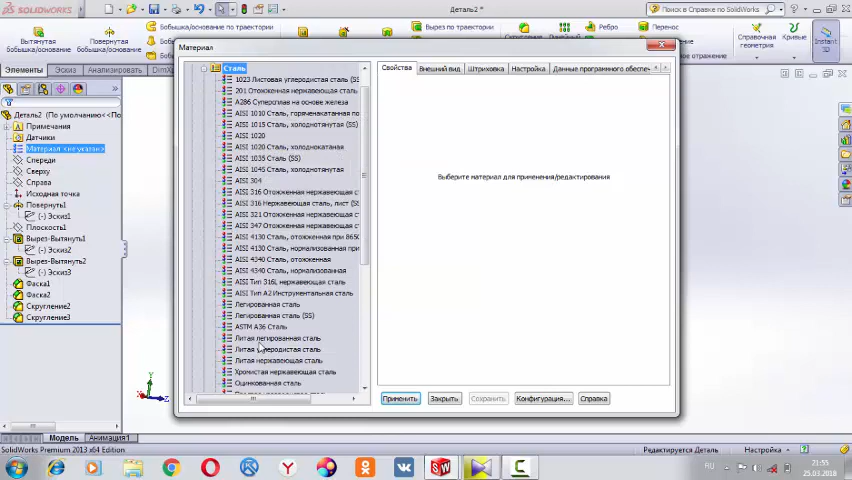 SOLIDWORKS
Деталь2 *
Поиск в Справке SolidWorks
Вытянутая
бобышка/основание
Повернутая
бобышка/основание
Бобышка/основание по траектории
Вырез по траектории
Ребро
Перенос
Справочная
геометрия
Кривые
Instant
3D
Элементы
Эскиз
Анализировать
DimXp
Деталь2 (По умолчанию<<По
Примечания
Датчики
Материал <не указан>
Спереди
Сверху
Справа
Исходная точка
Повернуть1
(-) Эскиз1
Плоскость1
Вырез-Вытянуть1
(-) Эскиз2
Вырез-Вытянуть2
(-) Эскиз3
Фаска1
Фаска2
Скругление2
Скругление3
Материал
Сталь
1023 Листовая углеродистая сталь (SS
201 Отожженная нержавеющая сталь
A286 Суперсплав на основе железа
AISI 1010 Сталь, горячекатанная по
AISI 1015 Сталь, холоднотянутая (SS)
AISI 1020
AISI 1020 Сталь, холоднокатаная
AISI 1035 Сталь (SS)
AISI 1045 Сталь, холоднотянутая
AISI 304
AISI 316 Отожженная нержавеющая ст
AISI 316 Нержавеющая сталь, лист (SS
AISI 321 Отожженная нержавеющая ст
AISI 347 Отожженная нержавеющая ст
AISI 4130 Сталь, отожженная при 865С
AISI 4130 Сталь, нормализованная при
AISI 4340 Сталь, отожженная
AISI 4340 Сталь, нормализованная
AISI Тип 316L нержавеющая сталь
AISI Тип A2 Инструментальная сталь
Легированная сталь
Легированная сталь (SS)
ASTM A36 Сталь
Литая легированная сталь
Литая углеродистая сталь
Литая нержавеющая сталь
Хромистая нержавеющая сталь
Оцинкованная сталь
Свойства
Внешний вид
Штриховка
Настройка
Данные програмного обеспеч
Выберите материал для применения/редактирования
Применить
Закрыть
Сохранить
Конфигурация...
Справка
Модель
Анимация1
SolidWorks Premium 2013 x64 Edition
Редактируется Деталь
Настройка
RU
21:55
25.03.2018